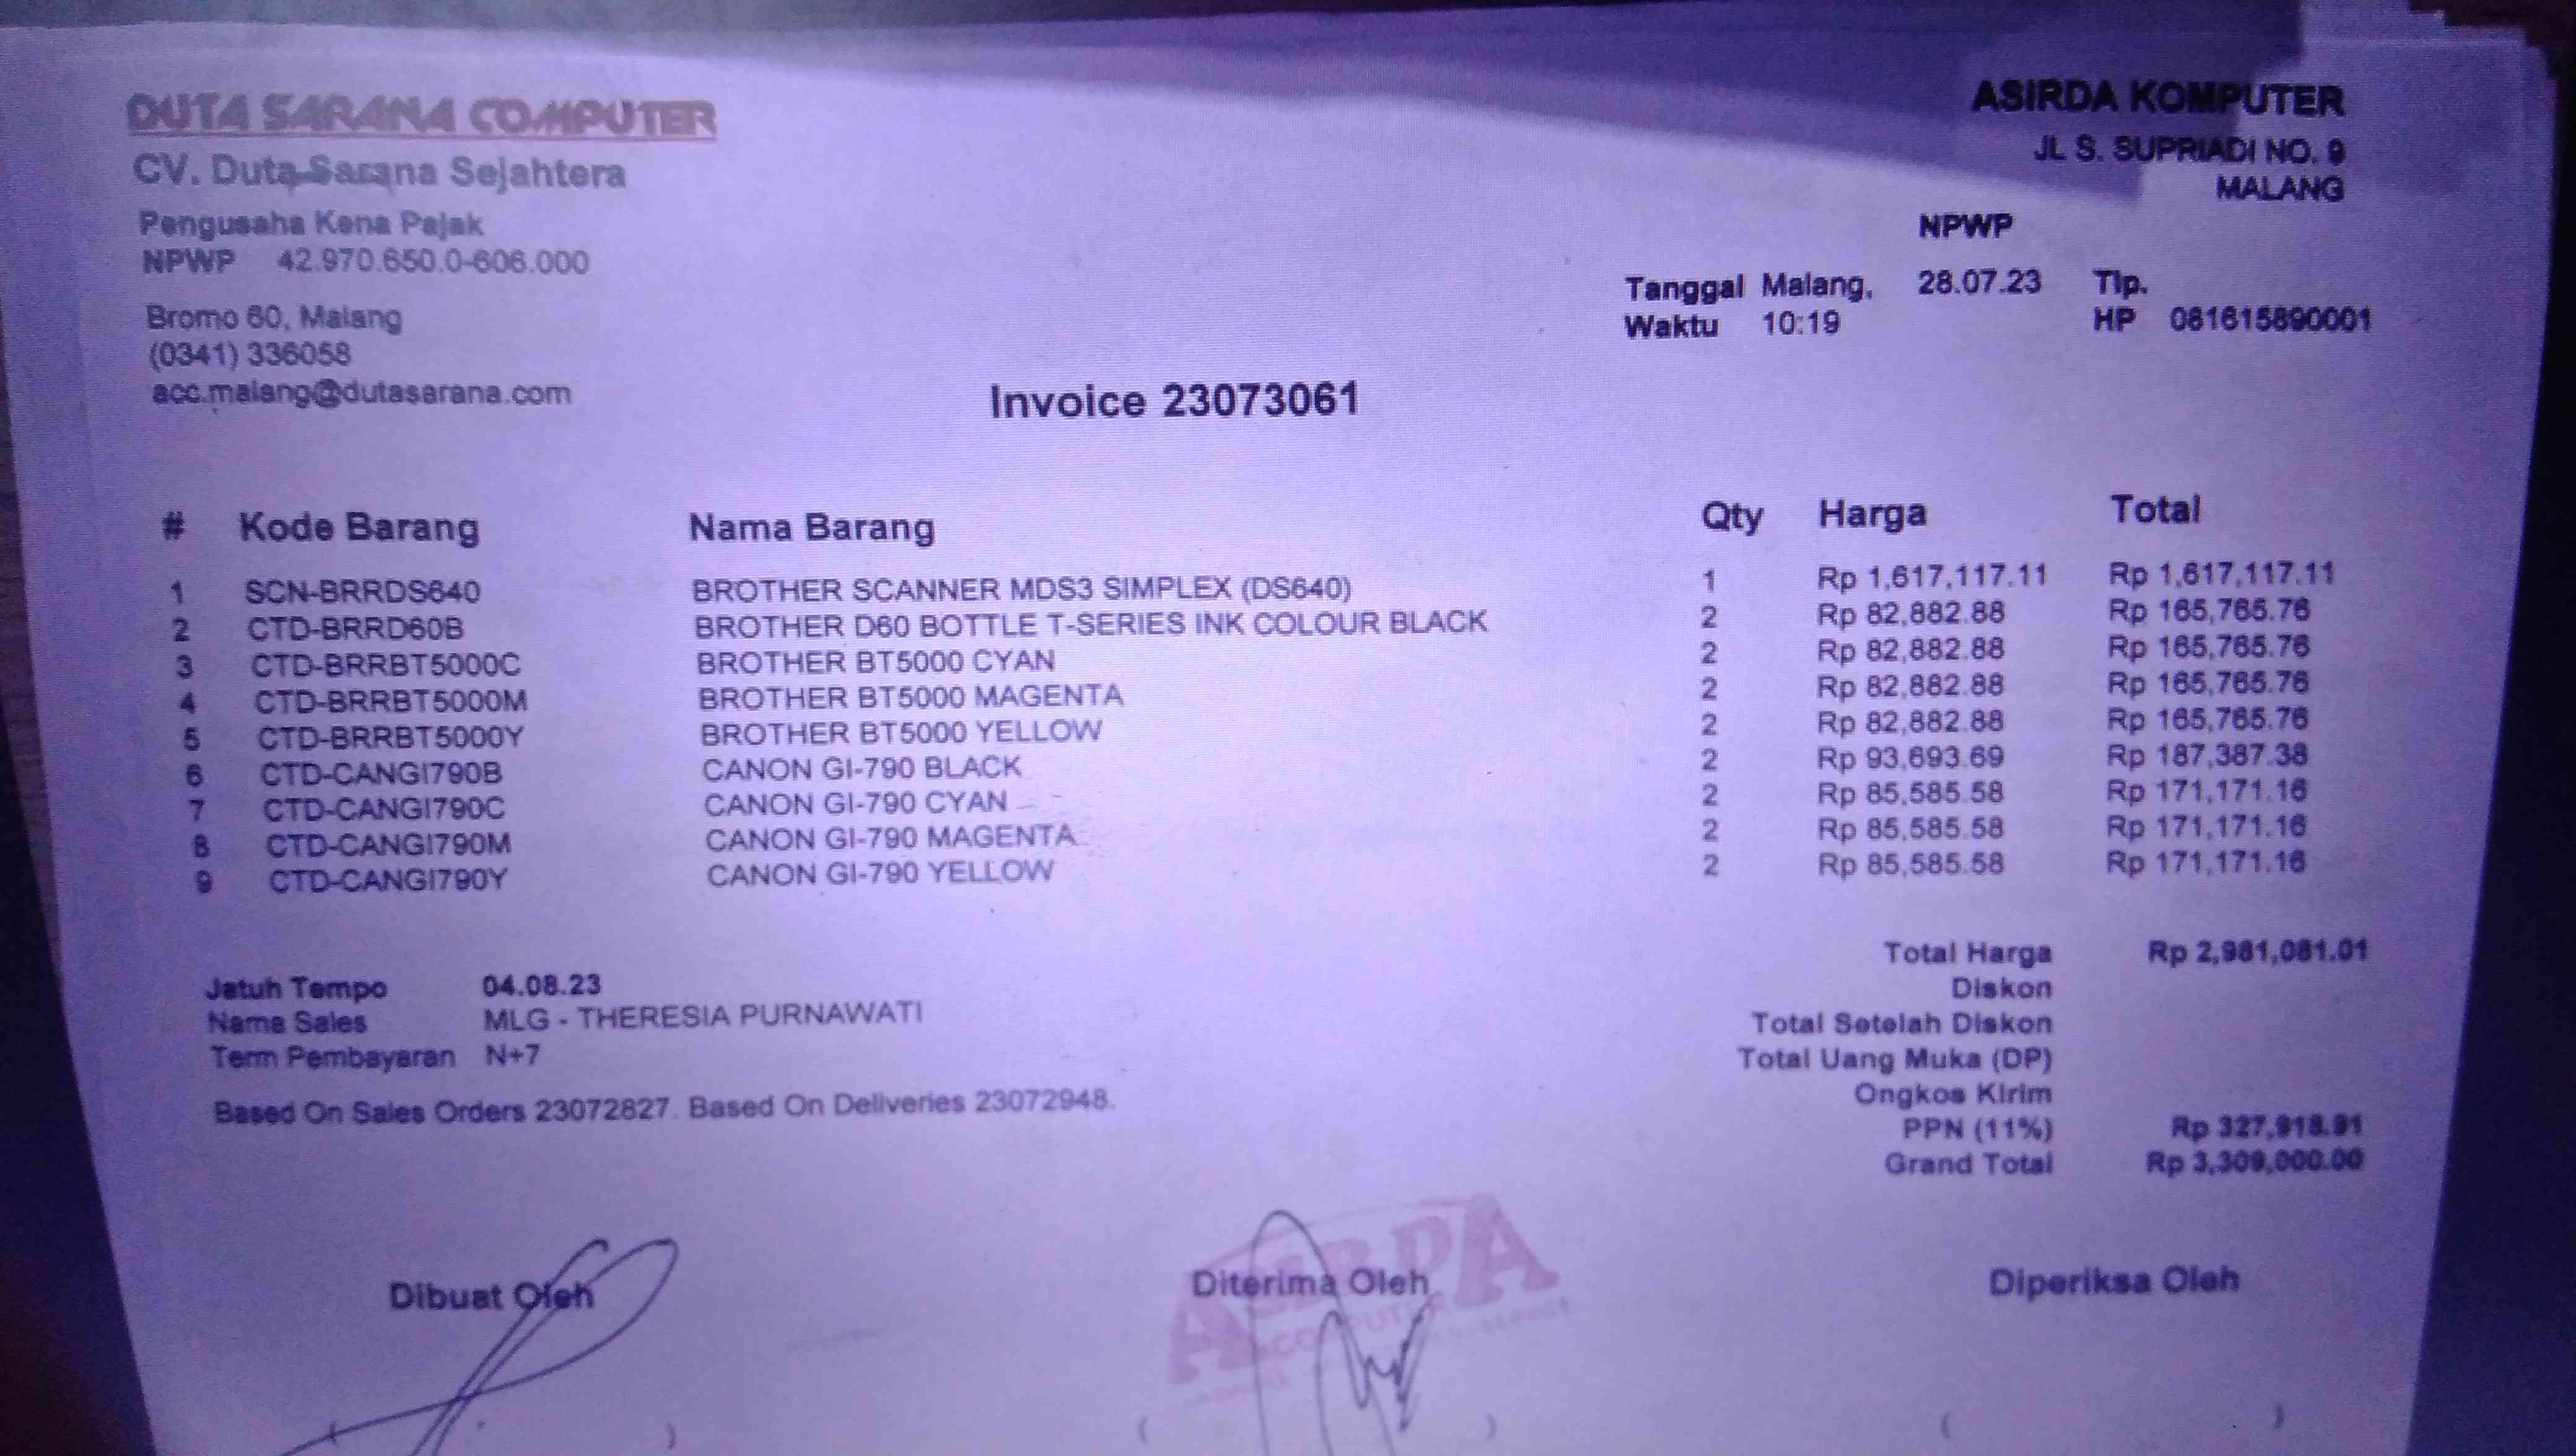 DUTA SARANA COMPUTER
CV. Duta Sarana Sejahtera
Pengusaha Kena Pajak
NPWP 42.970.650.0-606.000
Bromo 60, Malang
(0341) 336058
acc.malang@dutasarana.com
ASIRDA KOMPUTER
JL S. SUPRIADI NO. 9
MALANG
NPWP
Tanggal Malang, 28.07.23 Tlp.
Waktu 10:19 HP 081615890001
Invoice 23073061
# Kode Barang Nama Barang Qty Harga Total
1 SCN-BRRDS640 BROTHER SCANNER MDS3 SIMPLEX (DS640) 1 Rp 1,617,117.11 Rp 1,617,117.11
2 CTD-BRRD60B BROTHER D60 BOTTLE T-SERIES INK COLOUR BLACK 2 Rp 82,882.88 Rp 165,765.76
3 CTD-BRRBT5000C BROTHER BT5000 CYAN 2 Rp 82,882.88 Rp 165,765.76
4 CTD-BRRBT5000M BROTHER BT5000 MAGENTA 2 Rp 82,882.88 Rp 165,765.76
5 CTD-BRRBT5000Y BROTHER BT5000 YELLOW 2 Rp 82,882.88 Rp 165,765.76
6 CTD-CANGI790B CANON GI-790 BLACK 2 Rp 93,693.69 Rp 187,387.38
7 CTD-CANGI790C CANON GI-790 CYAN 2 Rp 85,585.58 Rp 171,171.16
8 CTD-CANGI790M CANON GI-790 MAGENTA 2 Rp 85,585.58 Rp 171,171.16
9 CTD-CANGI790Y CANON GI-790 YELLOW 2 Rp 85,585.58 Rp 171,171.16
Jatuh Tempo 04.08.23
Nama Sales MLG - THERESIA PURNAWATI
Term Pembayaran N+7
Based On Sales Orders 23072827. Based On Deliveries 23072948.
Total Harga Rp 2,981,081.01
Diskon
Total Setelah Diskon
Total Uang Muka (DP)
Ongkos Kirim
PPN (11%) Rp 327,918.91
Grand Total Rp 3,309,000.00
Dibuat Oleh Diterima Oleh Diperiksa Oleh
COMPUTER